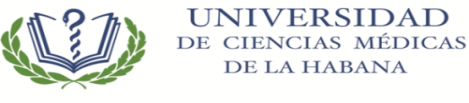 UNIVERSIDAD
DE CIENCIAS MÉDICAS
DE LA HABANA